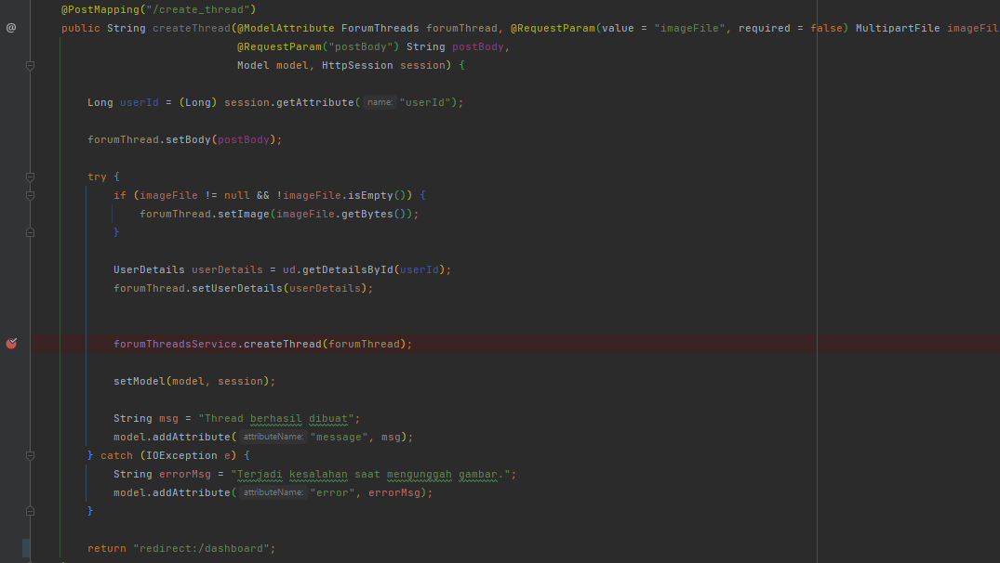 @PostMapping("/create_thread")
public String createThread(@ModelAttribute ForumThreads forumThread, @RequestParam(value = "imageFile", required = false) MultipartFile imageFil
@RequestParam("postBody") String postBody,
Model model, HttpSession session) {
Long userId = (Long) session.getAttribute( name: "userId");
forumThread.setBody(postBody);
try {
if (imageFile != null && !imageFile.isEmpty()) {
forumThread.setImage(imageFile.getBytes());
}
UserDetails userDetails = ud.getDetailsById(userId);
forumThread.setUserDetails(userDetails);
forumThreadsService.createThread(forumThread);
setModel(model, session);
String msg = "Thread berhasil dibuat";
model.addAttribute( attributeName: "message", msg);
} catch (IOException e) {
String errorMsg = "Terjadi kesalahan saat mengunggah gambar.";
model.addAttribute( attributeName: "error", errorMsg);
}
return "redirect:/dashboard";